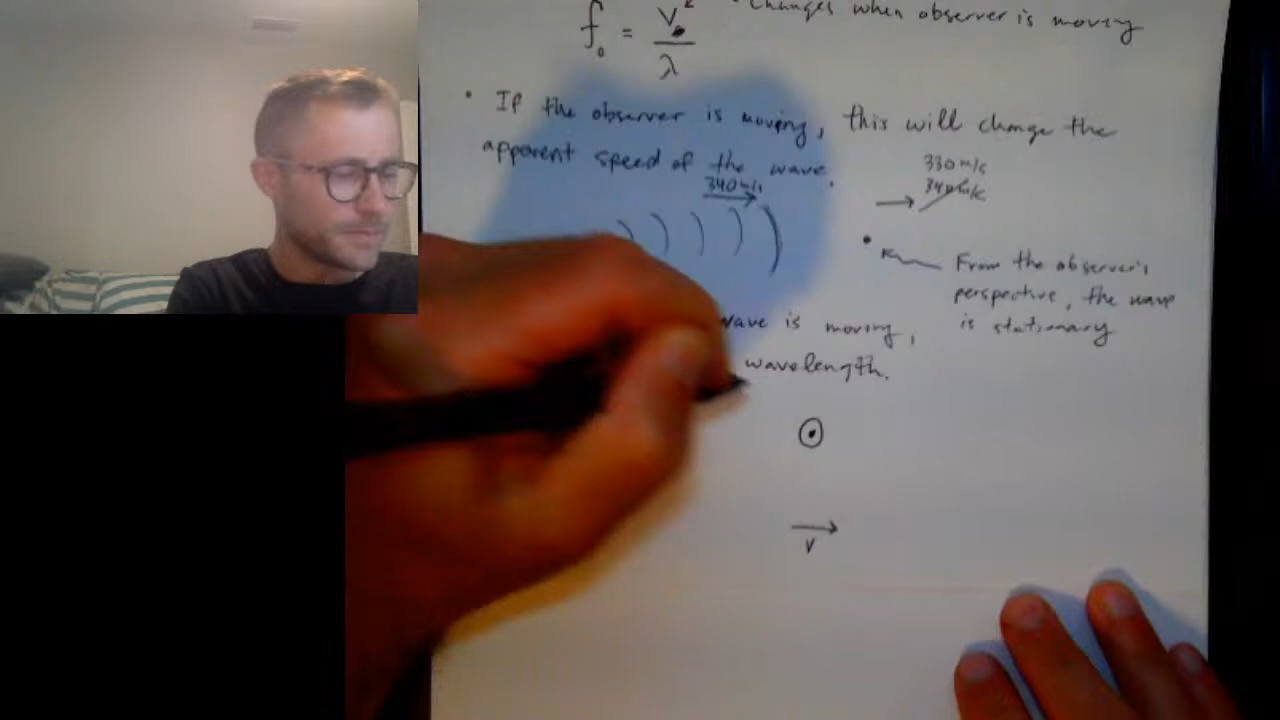 changes when observer is moving
f₀ = v / λ
• If the observer is moving, this will change the
apparent speed of the wave.
340 m/s
330 m/s
340 m/s
From the observer's
perspective, the wave
is stationary
wave is moving,
wavelength.
v